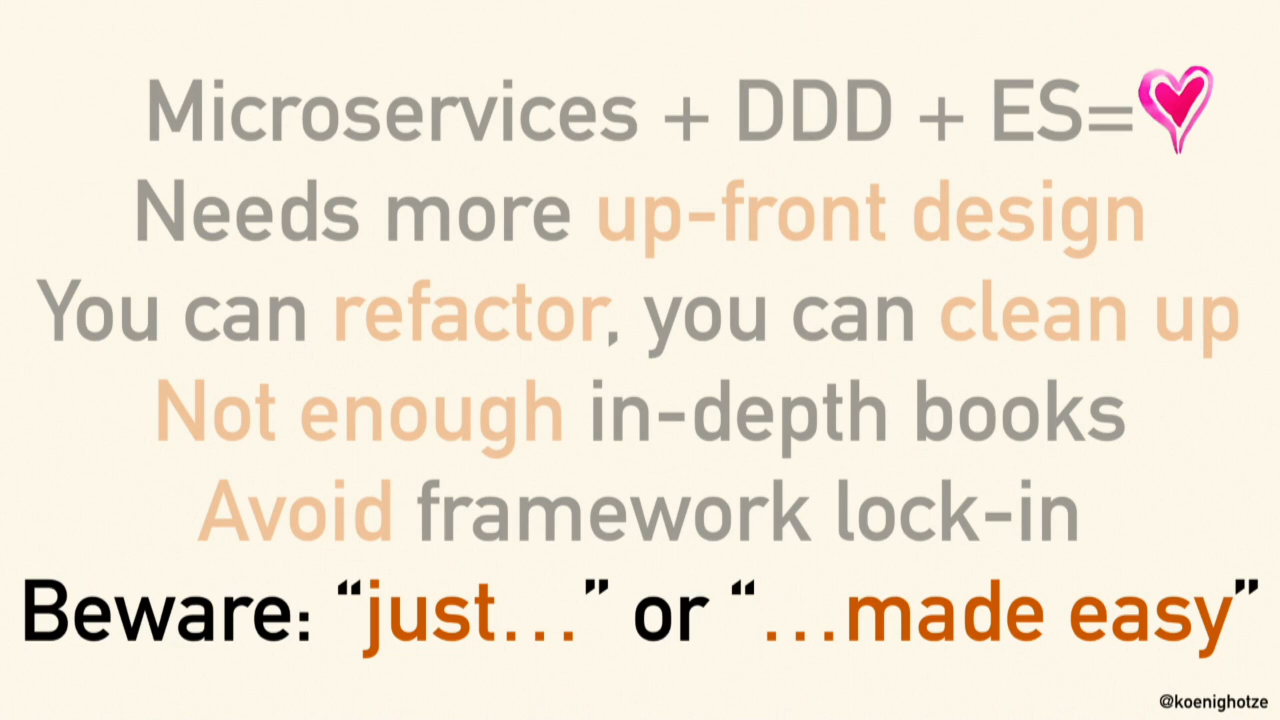 Microservices + DDD + ES=
Needs more up-front design
You can refactor, you can clean up
Not enough in-depth books
Avoid framework lock-in
Beware: “just…” or “…made easy”
@koenighotze